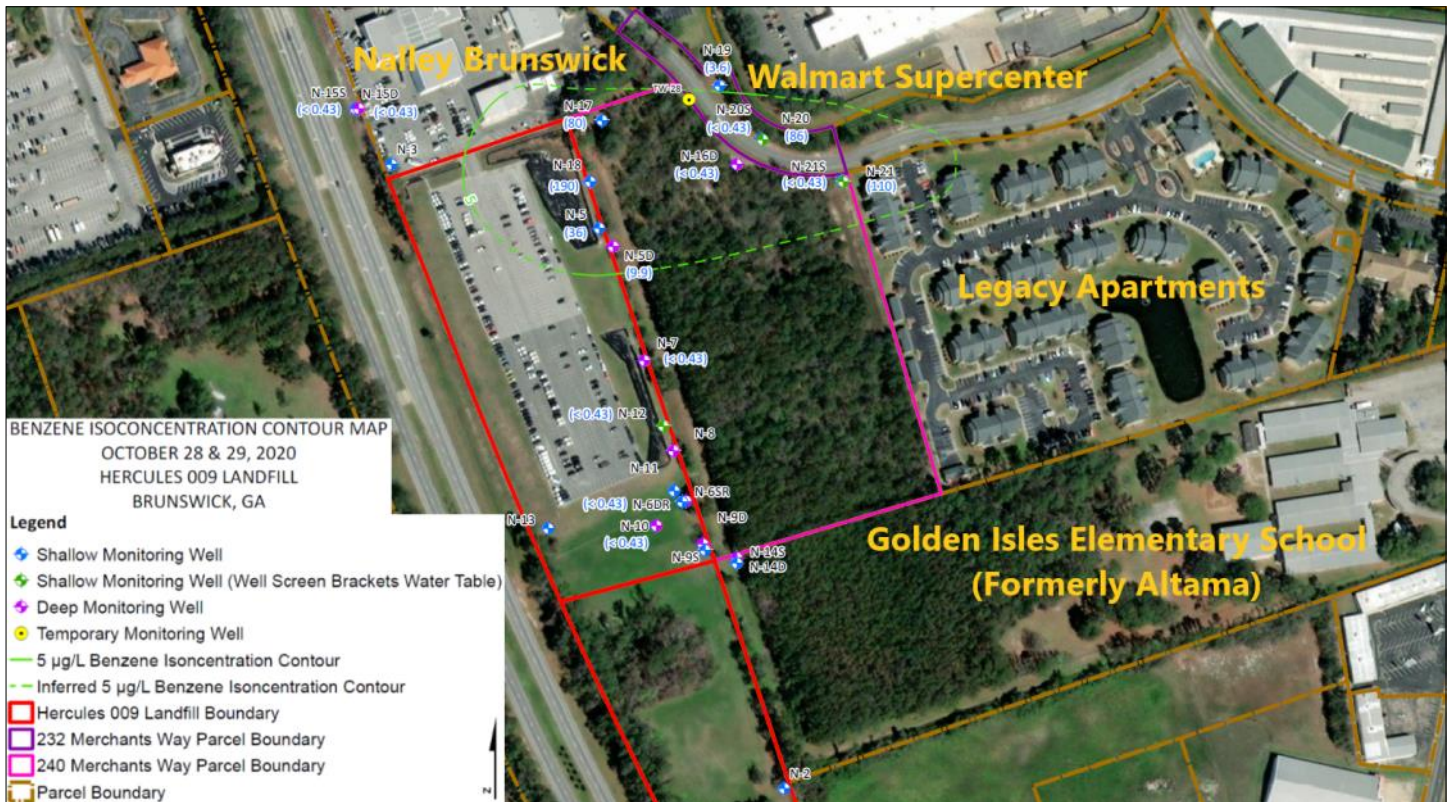 Nalley Brunswick
Walmart Supercenter
N-19
(3.6)
TW-28
N-15S
(<0.43)
N-15D
(<0.43)
N-17
(80)
N-20S
(<0.43)
N-20
(86)
N-3
N-18
(190)
N-16D
(<0.43)
N-21S
(<0.43)
N-21
(110)
5
N-5
(36)
N-5D
(9.9)
Legacy Apartments
N-7
(<0.43)
(<0.43) N-12
N-8
N-11
N-6SR
(<0.43) N-6DR
N-13
N-10
(<0.43)
N-9D
N-9S
N-14S
N-14D
Golden Isles Elementary School
(Formerly Altama)
N-2
BENZENE ISOCONCENTRATION CONTOUR MAP
OCTOBER 28 & 29, 2020
HERCULES 009 LANDFILL
BRUNSWICK, GA
Legend
Shallow Monitoring Well
Shallow Monitoring Well (Well Screen Brackets Water Table)
Deep Monitoring Well
Temporary Monitoring Well
5 µg/L Benzene Isoncentration Contour
Inferred 5 µg/L Benzene Isoncentration Contour
Hercules 009 Landfill Boundary
232 Merchants Way Parcel Boundary
240 Merchants Way Parcel Boundary
Parcel Boundary
N